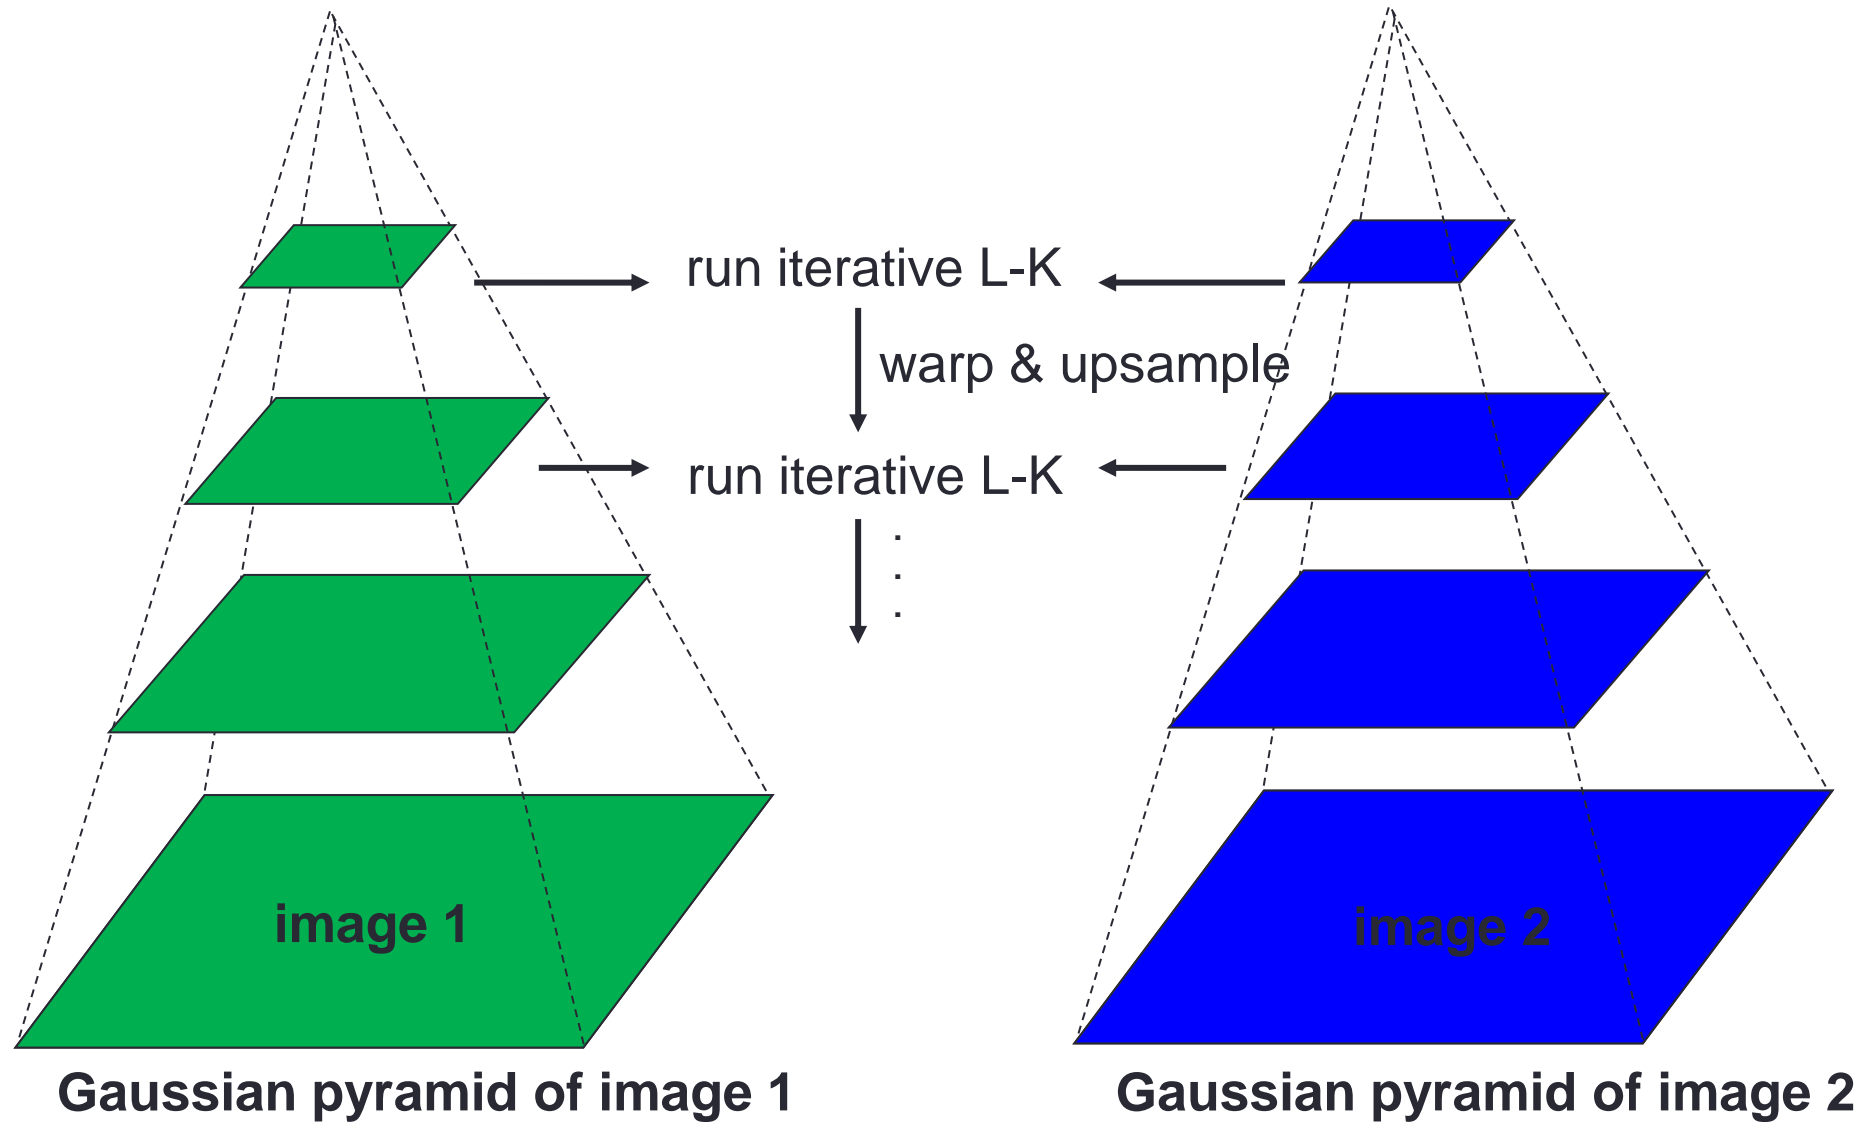 run iterative L-K
warp & upsample
run iterative L-K
.
.
.
image 1
image 2
Gaussian pyramid of image 1
Gaussian pyramid of image 2